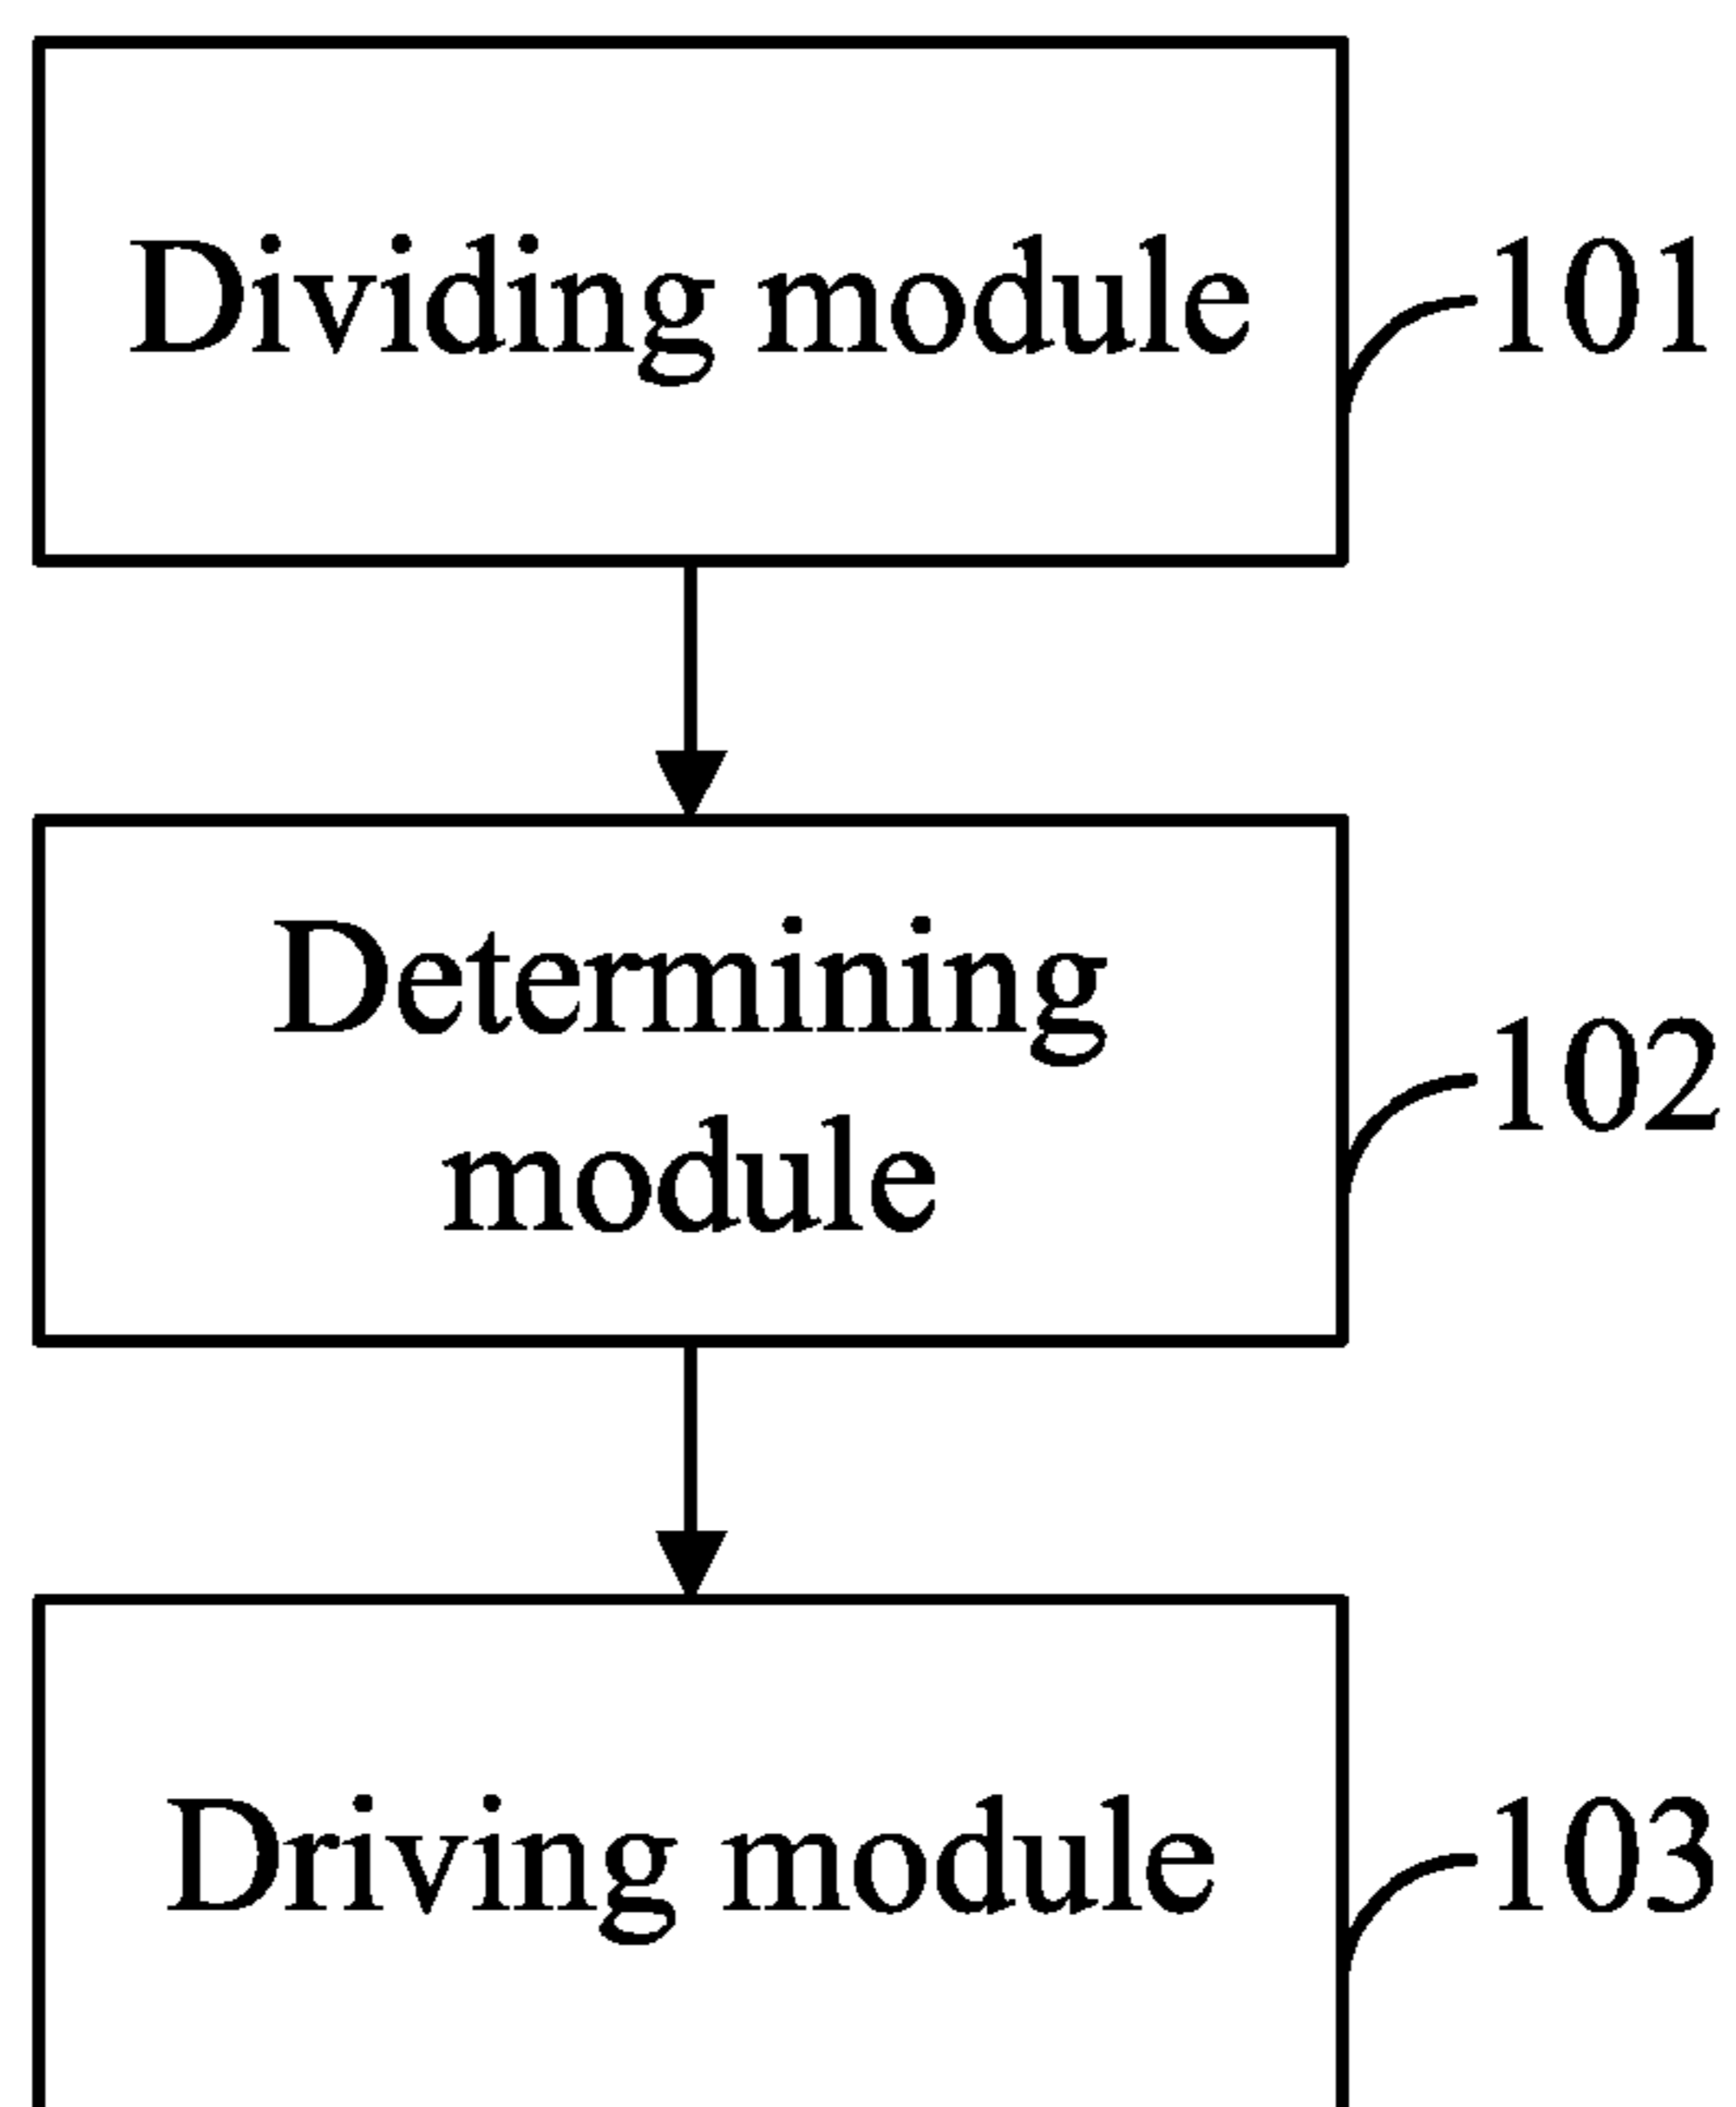 Dividing module 101
Determining
module
102
Driving module 103